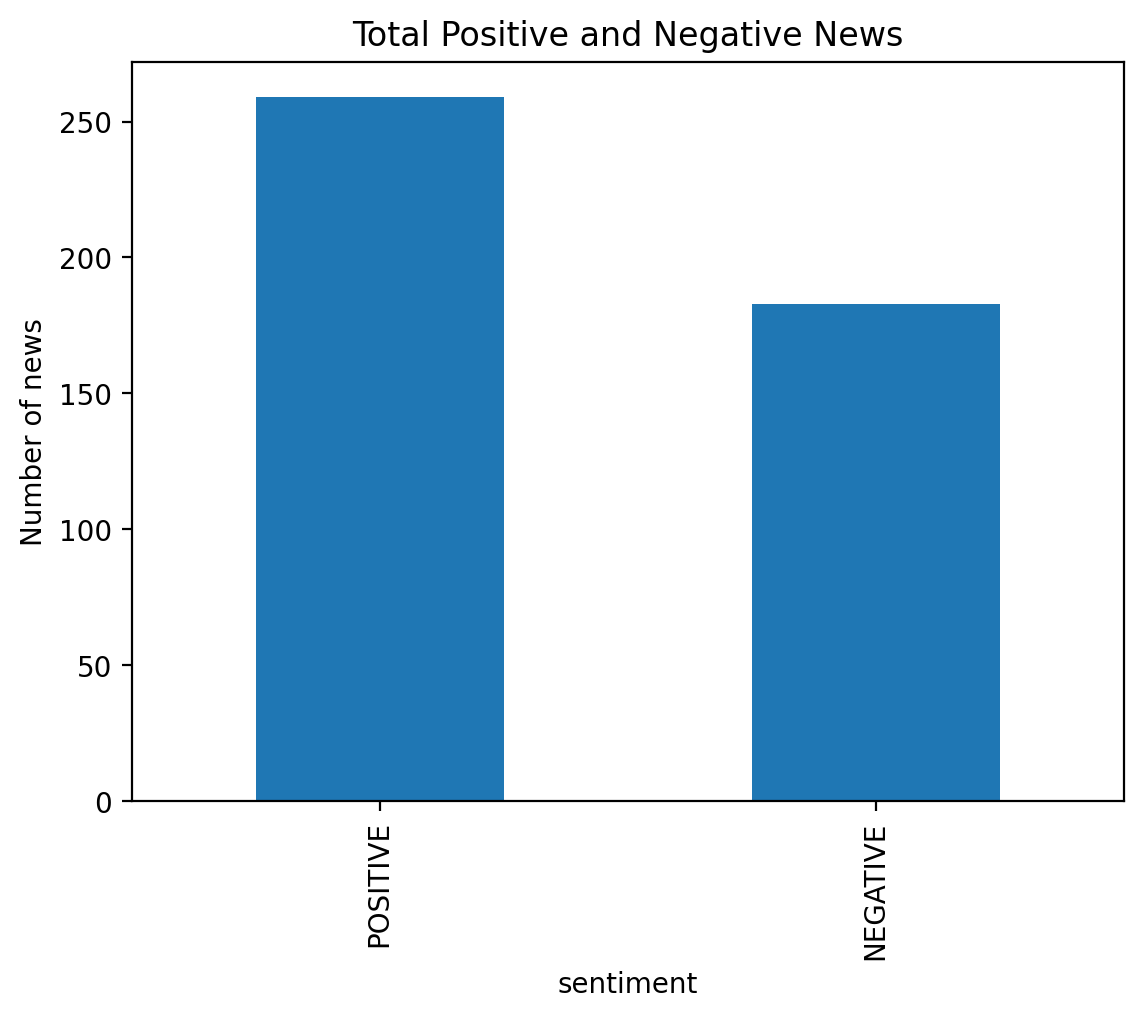 Total Positive and Negative News
Number of news
250
200
150
100
50
0
POSITIVE
NEGATIVE
sentiment